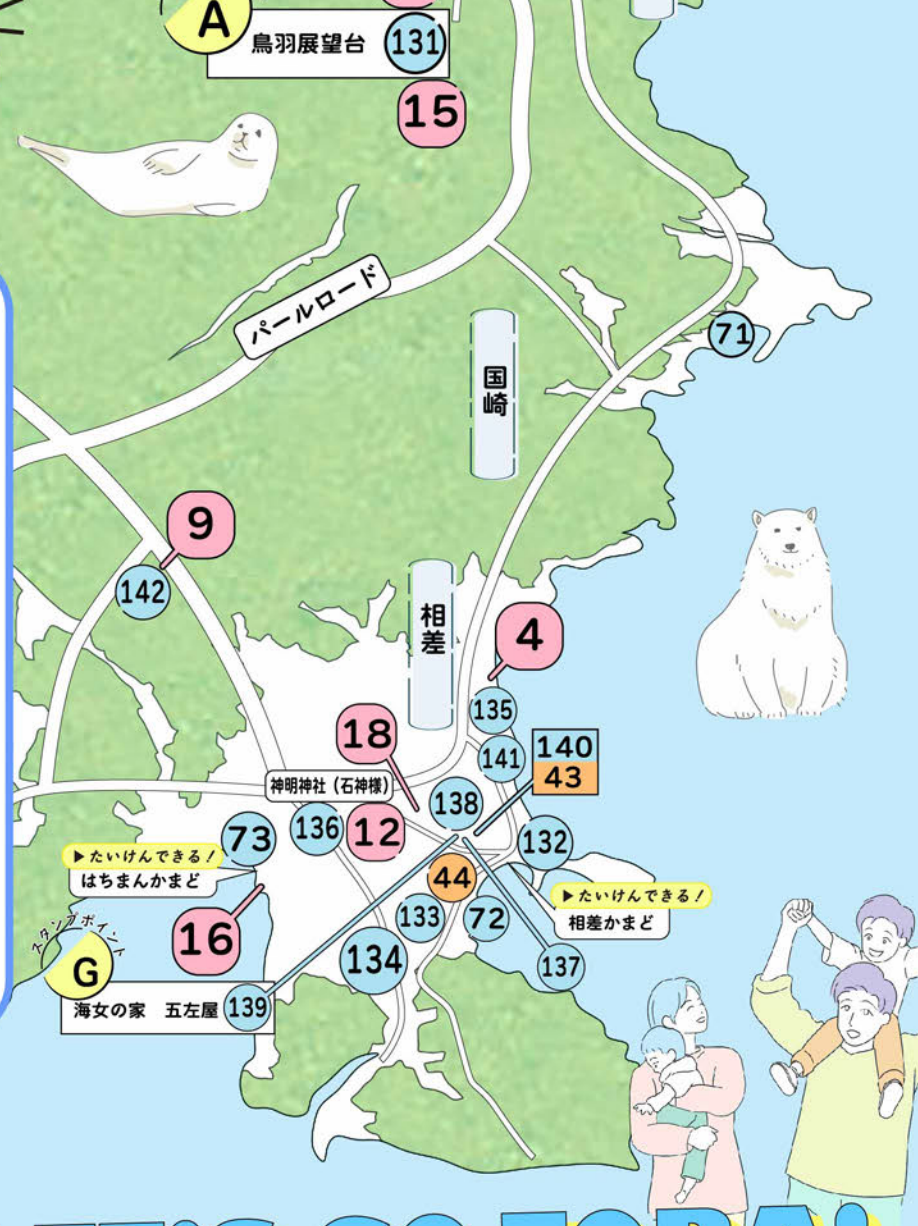 A
鳥羽展望台 131
15
パールロード
71
国崎
9
142
相差
4
135
18
141
140
43
神明神社（石神様）
138
73
136
12
132
▶たいけんできる！
はちまんかまど
44
▶たいけんできる！
相差かまど
16
133
72
134
137
スタンプポイント
G
海女の家 五左屋 139